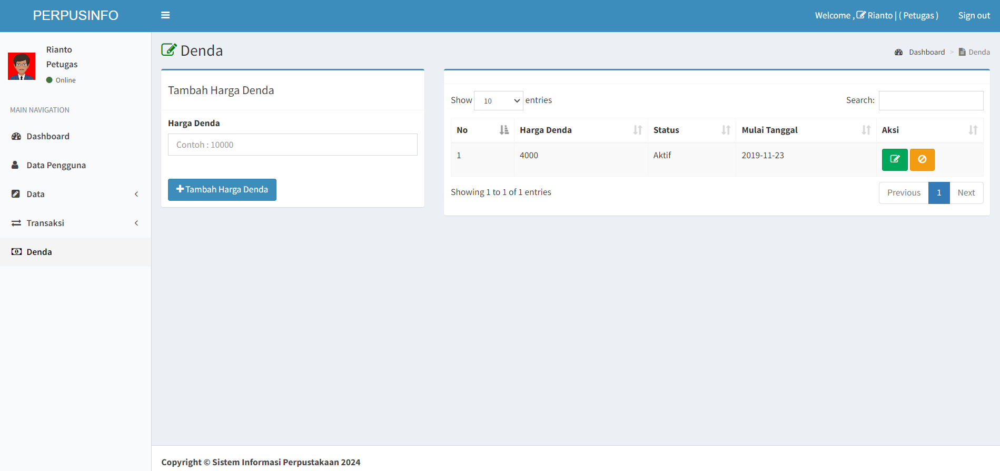 PERPUSINFO
Welcome , Rianto | ( Petugas )
Sign out
Rianto
Petugas
Online
MAIN NAVIGATION
Dashboard
Data Pengguna
Data
Transaksi
Denda
Denda
Dashboard > Denda
Tambah Harga Denda
Harga Denda
Contoh : 10000
Tambah Harga Denda
Show 10 entries
Search:
No Harga Denda Status Mulai Tanggal Aksi
1 4000 Aktif 2019-11-23
Showing 1 to 1 of 1 entries
Previous 1 Next
Copyright © Sistem Informasi Perpustakaan 2024